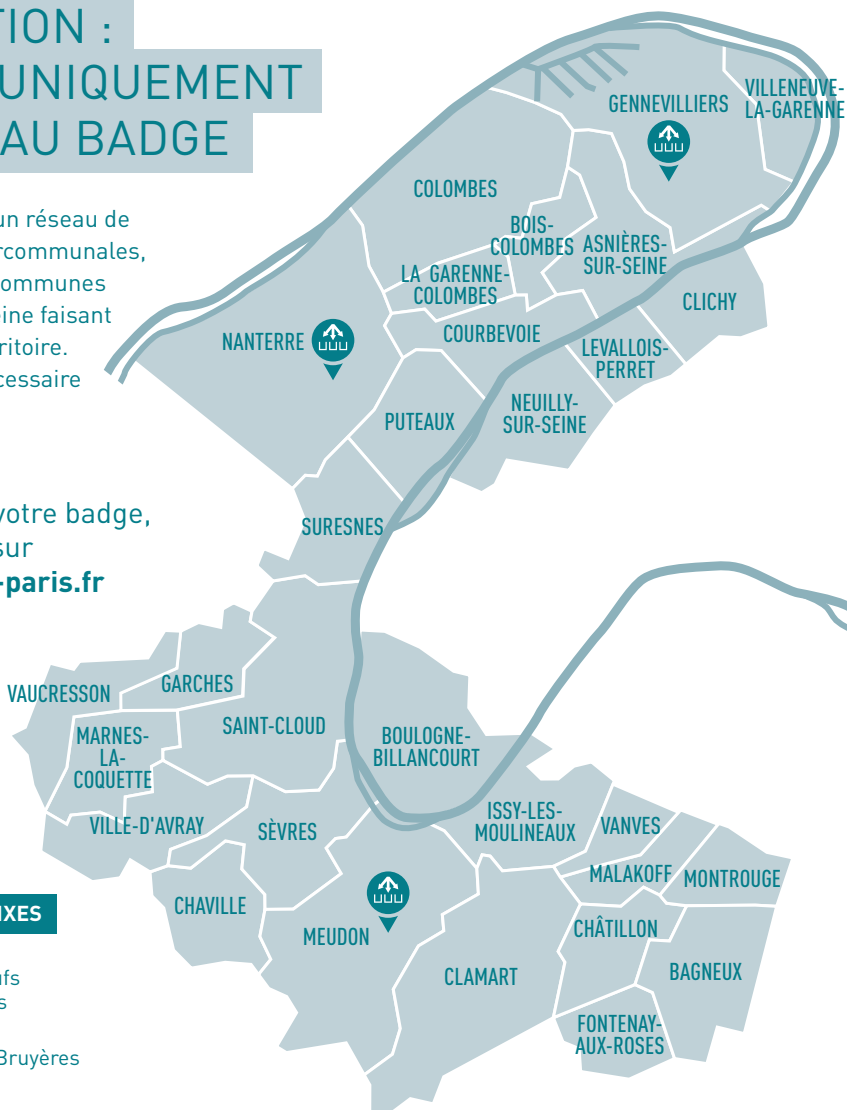 TION :
UNIQUEMENT
AU BADGE
un réseau de
rcommunales,
communes
eine faisant
ritoire.
cessaire
votre badge,
sur
-paris.fr
IXES
ufs
s
Bruyères
GENNEVILLIERS
VILLENEUVE-
LA-GARENNE
COLOMBES
BOIS-
COLOMBES
ASNIÈRES-
SUR-SEINE
LA GARENNE-
COLOMBES
CLICHY
NANTERRE
COURBEVOIE
LEVALLOIS-
PERRET
PUTEAUX
NEUILLY-
SUR-SEINE
SURESNES
VAUCRESSON
GARCHES
SAINT-CLOUD
MARNES-
LA-
COQUETTE
BOULOGNE-
BILLANCOURT
VILLE-D'AVRAY
SÈVRES
ISSY-LES-
MOULINEAUX
VANVES
MALAKOFF
MONTROUGE
CHAVILLE
MEUDON
CHÂTILLON
CLAMART
BAGNEUX
FONTENAY-
AUX-ROSES